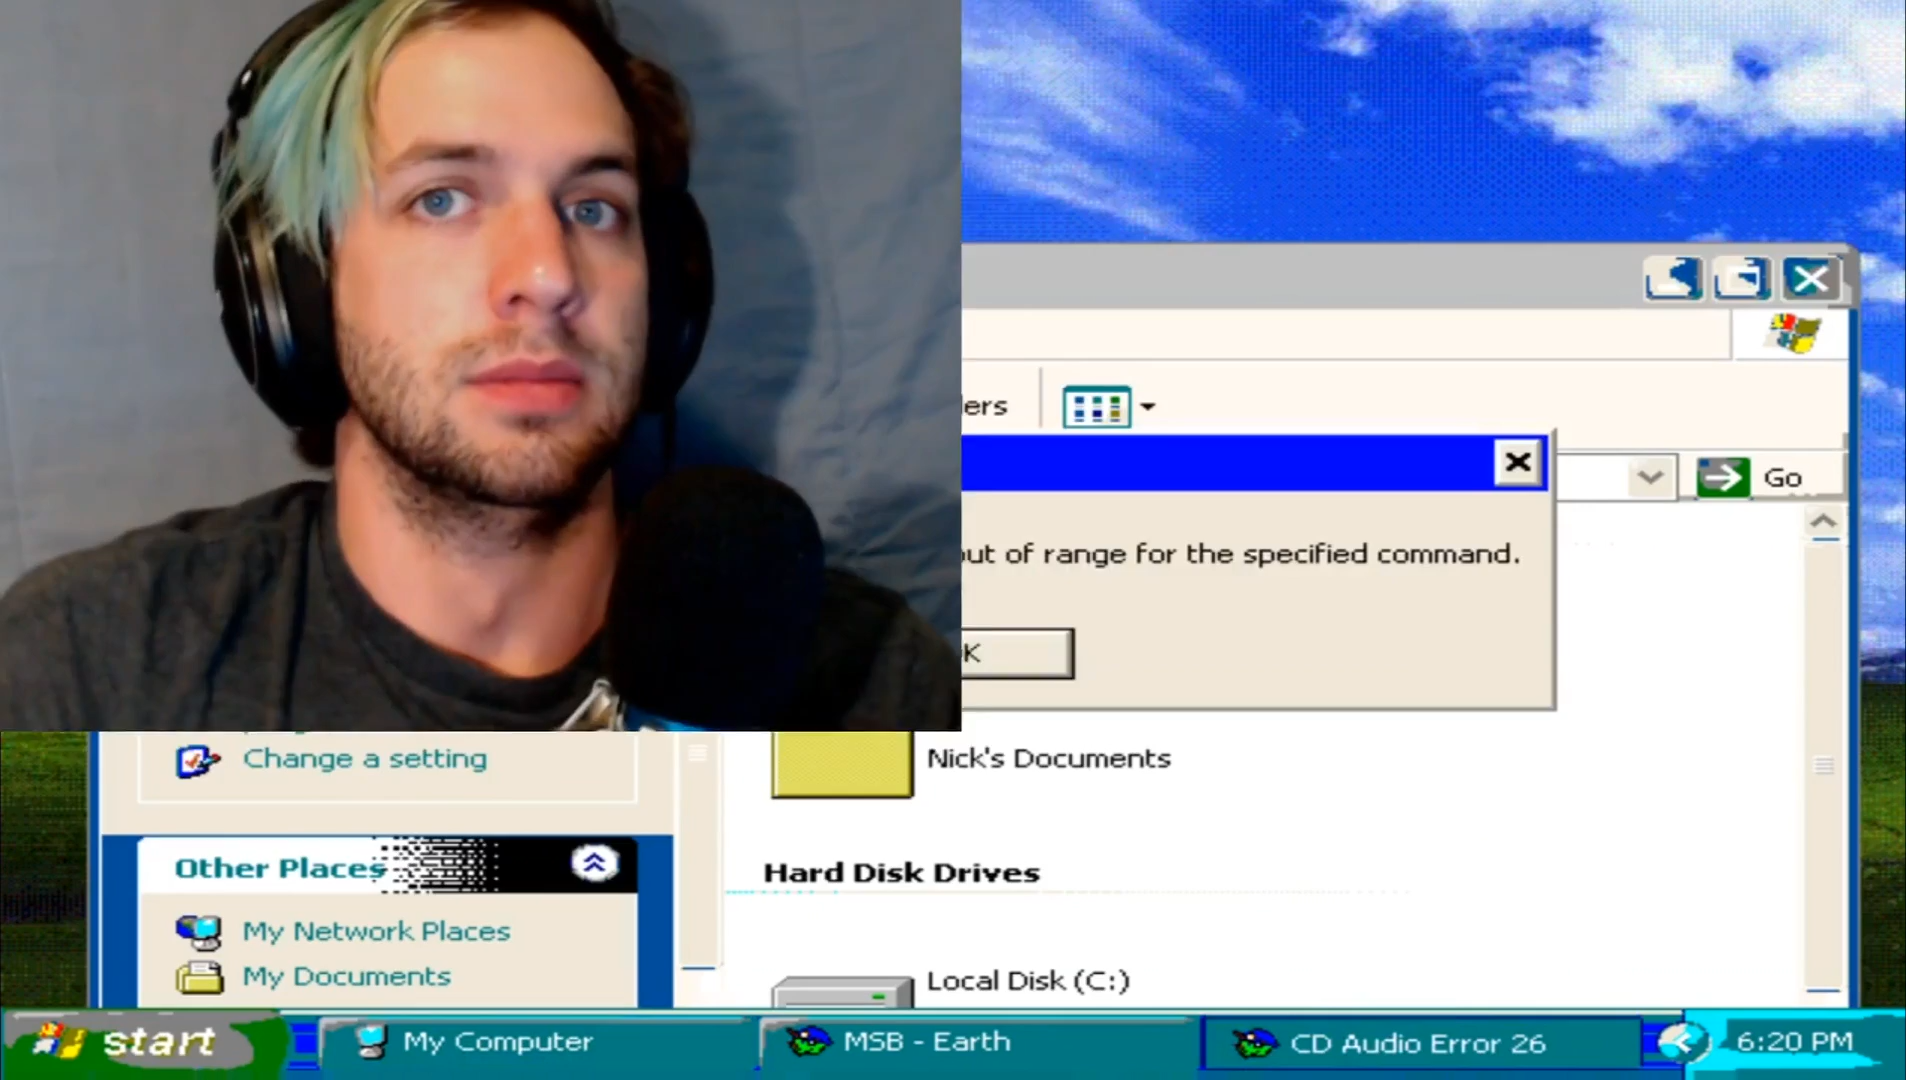 ers
Go
out of range for the specified command.
K
Change a setting
Nick's Documents
Other Places
Hard Disk Drives
My Network Places
My Documents
Local Disk (C:)
start
My Computer
MSB - Earth
CD Audio Error 26
6:20 PM